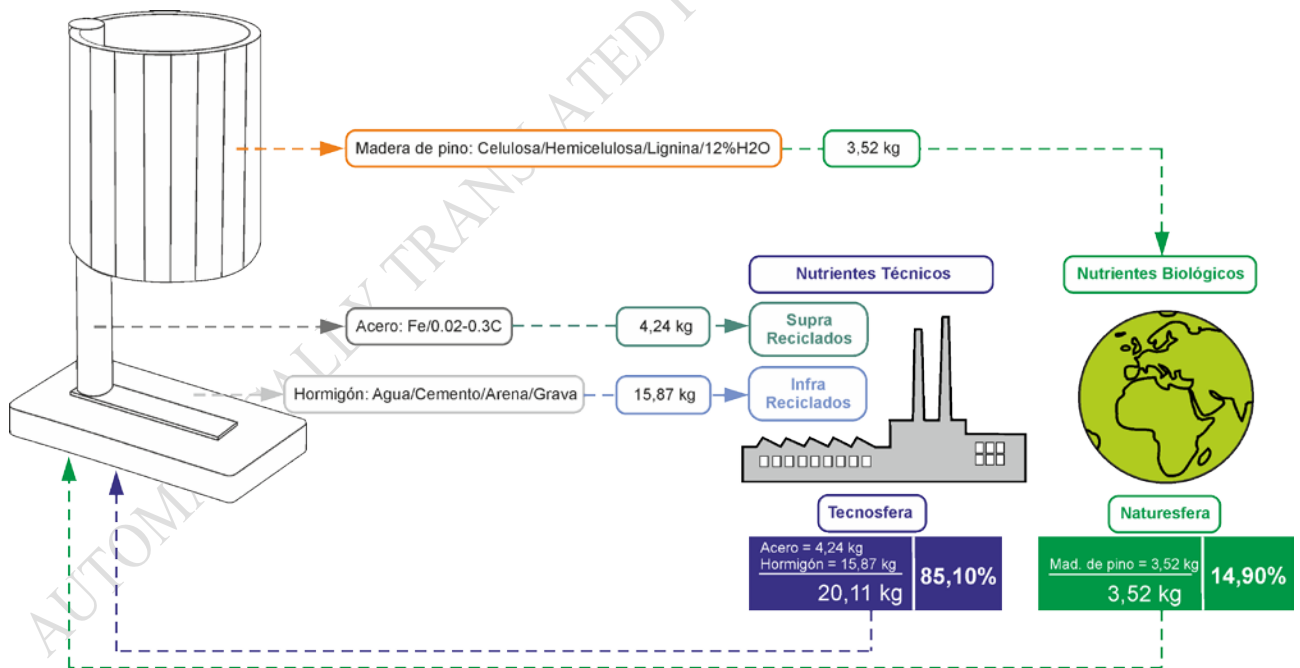 AUTOMATICALLY TRANSLATED
Madera de pino: Celulosa/Hemicelulosa/Lignina/12%H2O
3,52 kg
Nutrientes Técnicos
Nutrientes Biológicos
Acero: Fe/0.02-0.3C
4,24 kg
Supra
Reciclados
Hormigón: Agua/Cemento/Arena/Grava
15,87 kg
Infra
Reciclados
Tecnosfera
Naturesfera
Acero = 4,24 kg
Hormigón = 15,87 kg
20,11 kg
85,10%
Mad. de pino = 3,52 kg
3,52 kg
14,90%